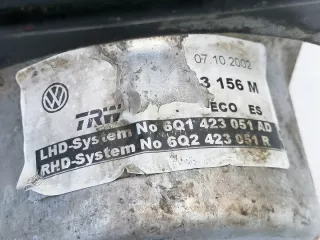 07.10.2002
3 156 M
TRW
ECO ES
LHD-System No 6Q1 423 051 AD
RHD-System No 6Q2 423 051 R